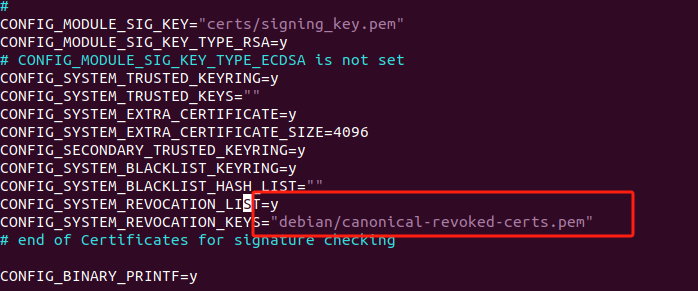 #
CONFIG_MODULE_SIG_KEY="certs/signing_key.pem"
CONFIG_MODULE_SIG_KEY_TYPE_RSA=y
# CONFIG_MODULE_SIG_KEY_TYPE_ECDSA is not set
CONFIG_SYSTEM_TRUSTED_KEYRING=y
CONFIG_SYSTEM_TRUSTED_KEYS=""
CONFIG_SYSTEM_EXTRA_CERTIFICATE=y
CONFIG_SYSTEM_EXTRA_CERTIFICATE_SIZE=4096
CONFIG_SECONDARY_TRUSTED_KEYRING=y
CONFIG_SYSTEM_BLACKLIST_KEYRING=y
CONFIG_SYSTEM_BLACKLIST_HASH_LIST=""
CONFIG_SYSTEM_REVOCATION_LIST=y
CONFIG_SYSTEM_REVOCATION_KEYS="debian/canonical-revoked-certs.pem"
# end of Certificates for signature checking
CONFIG_BINARY_PRINTF=y